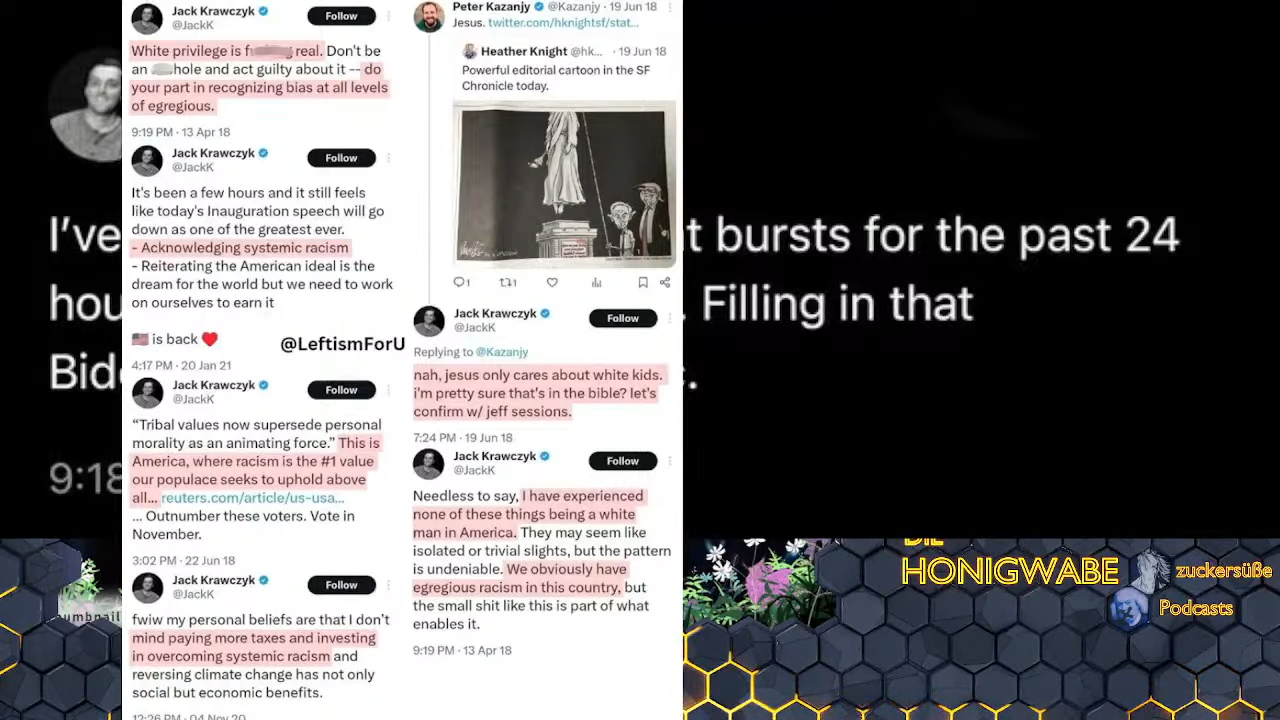 Jack Krawczyk
@JackK
Follow
White privilege is f real. Don't be
an hole and act guilty about it -- do
your part in recognizing bias at all levels
of egregious.
9:19 PM · 13 Apr 18
Jack Krawczyk
@JackK
Follow
It's been a few hours and it still feels
like today's Inauguration speech will go
down as one of the greatest ever.
- Acknowledging systemic racism
- Reiterating the American ideal is the
dream for the world but we need to work
on ourselves to earn it
🇺🇸 is back ♥️
@LeftismForU
4:17 PM · 20 Jan 21
Jack Krawczyk
@JackK
Follow
“Tribal values now supersede personal
morality as an animating force.” This is
America, where racism is the #1 value
our populace seeks to uphold above
all... reuters.com/article/us-usa...
... Outnumber these voters. Vote in
November.
3:02 PM · 22 Jun 18
Jack Krawczyk
@JackK
Follow
fwiw my personal beliefs are that I don't
mind paying more taxes and investing
in overcoming systemic racism and
reversing climate change has not only
social but economic benefits.
12:26 PM · 04 Nov 20
Peter Kazanjy @Kazanjy · 19 Jun 18
Jesus. twitter.com/hknightsf/stat...
Heather Knight @hk... · 19 Jun 18
Powerful editorial cartoon in the SF
Chronicle today.
1
1
Jack Krawczyk
@JackK
Follow
Replying to @Kazanjy
nah, jesus only cares about white kids.
i'm pretty sure that's in the bible? let's
confirm w/ jeff sessions.
7:24 PM · 19 Jun 18
Jack Krawczyk
@JackK
Follow
Needless to say, I have experienced
none of these things being a white
man in America. They may seem like
isolated or trivial slights, but the pattern
is undeniable. We obviously have
egregious racism in this country, but
the small shit like this is part of what
enables it.
9:19 PM · 13 Apr 18
I've
t bursts for the past 24
hou
. Filling in that
Bid
.
9:18
umbnail
DIE
HONIGWABE
zuckersüße
Podcasts